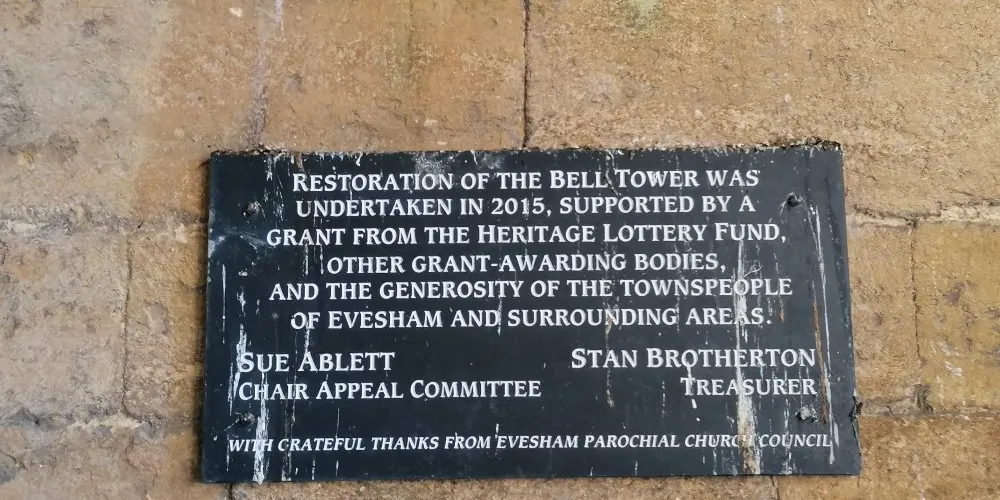 RESTORATION OF THE BELL TOWER WAS
UNDERTAKEN IN 2015, SUPPORTED BY A
GRANT FROM THE HERITAGE LOTTERY FUND,
OTHER GRANT-AWARDING BODIES,
AND THE GENEROSITY OF THE TOWNSPEOPLE
OF EVESHAM AND SURROUNDING AREAS.
SUE ABLETT STAN BROTHERTON
CHAIR APPEAL COMMITTEE TREASURER
WITH GRATEFUL THANKS FROM EVESHAM PAROCHIAL CHURCH COUNCIL